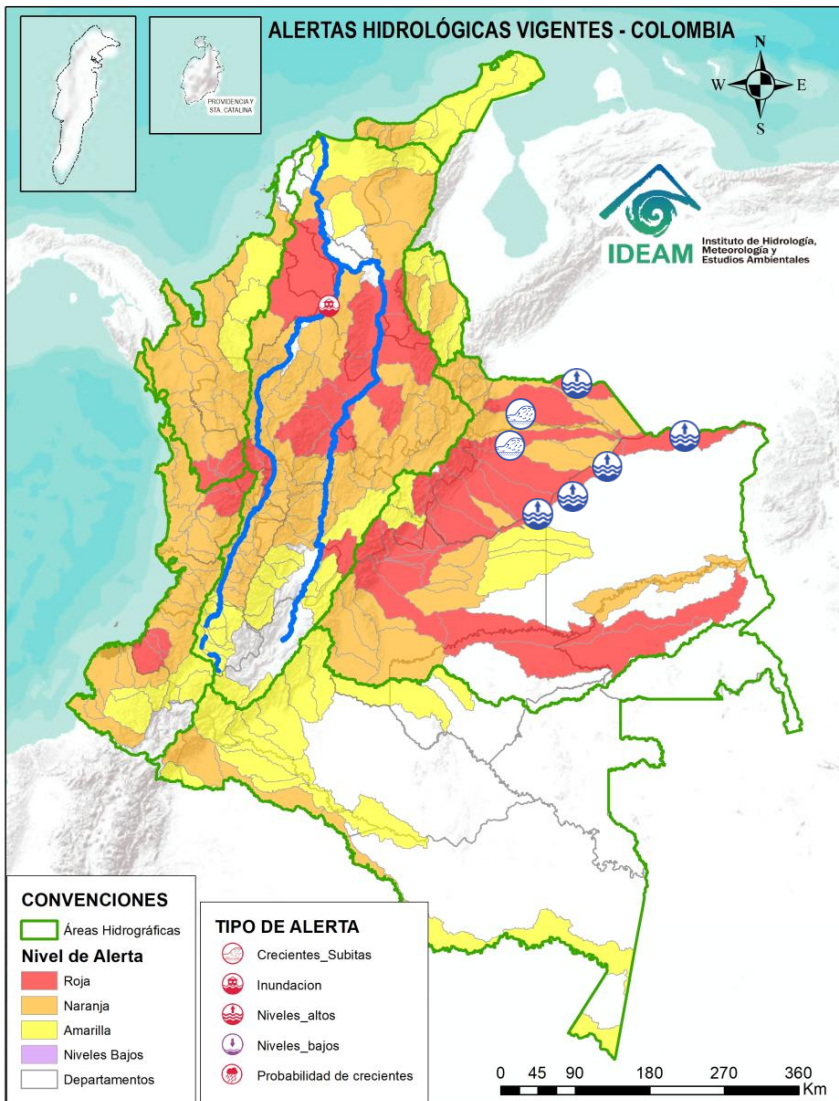 ALERTAS HIDROLÓGICAS VIGENTES - COLOMBIA
PROVIDENCIA Y
STA. CATALINA
N
W
E
S
IDEAM
Instituto de Hidrología,
Meteorología y
Estudios Ambientales
CONVENCIONES
Áreas Hidrográficas
Nivel de Alerta
Roja
Naranja
Amarilla
Niveles Bajos
Departamentos
TIPO DE ALERTA
Crecientes_Subitas
Inundacion
Niveles_altos
Niveles_bajos
Probabilidad de crecientes
0 45 90 180 270 360
Km